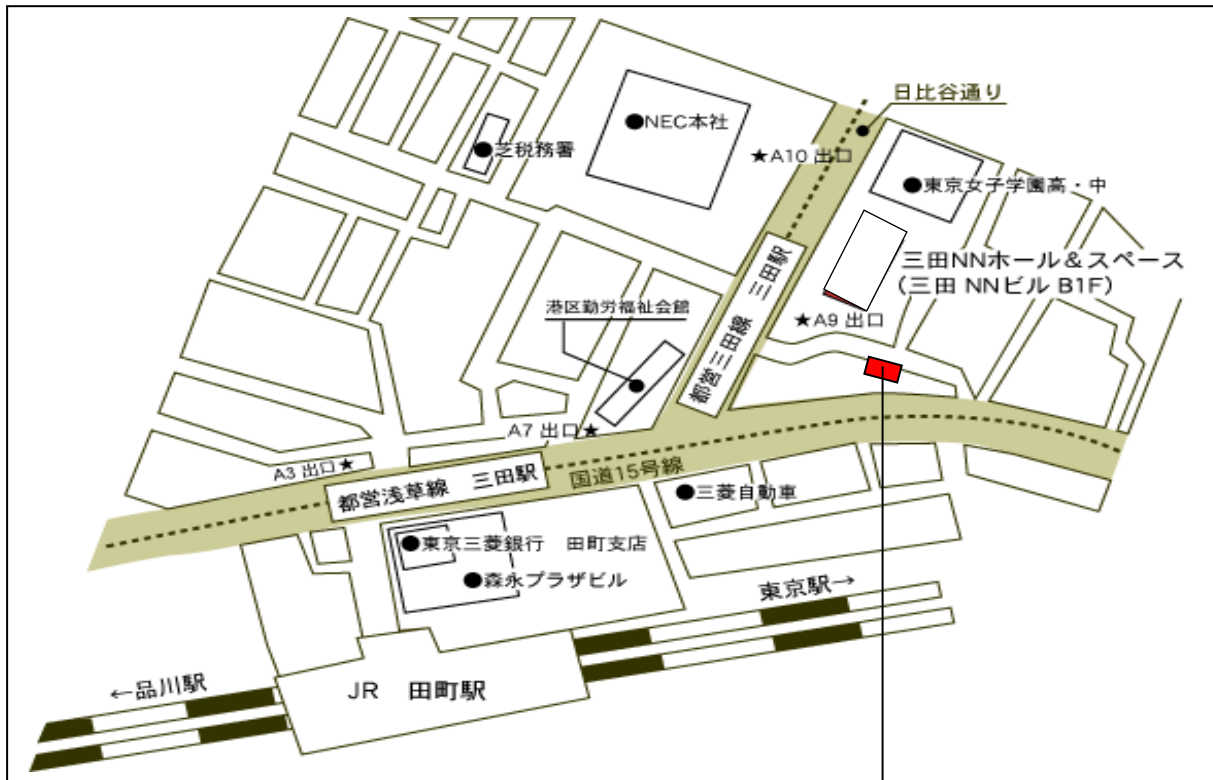 日比谷通り
●NEC本社
●芝税務署
★A10 出口
●東京女子学園高・中
都営三田線 三田駅
三田NNホール＆スペース
（三田 NNビル B1F）
港区勤労福祉会館
★A9 出口
A7 出口★
A3 出口★
都営浅草線 三田駅
国道15号線
●三菱自動車
●東京三菱銀行 田町支店
●森永プラザビル
東京駅→
←品川駅
JR 田町駅